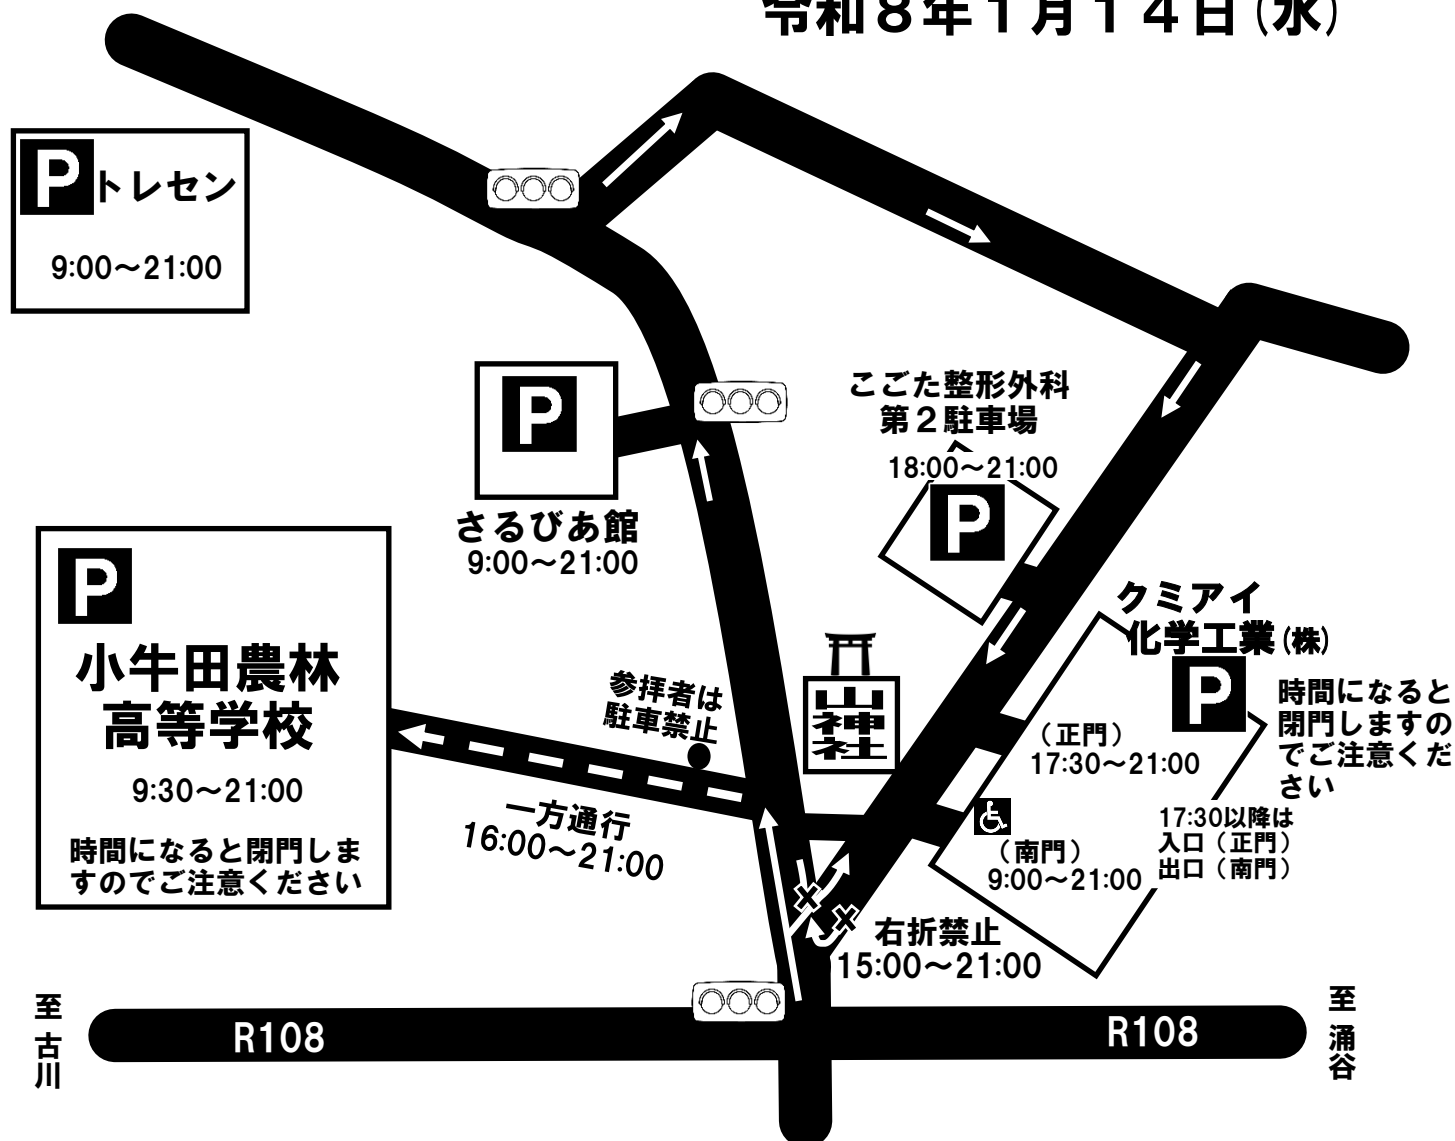 令和８年１月１４日(水)
P トレセン
9:00～21:00
P
さるびあ館
9:00～21:00
こごた整形外科
第２駐車場
18:00～21:00
P
P
小牛田農林
高等学校
9:30～21:00
時間になると閉門しま
すのでご注意ください
参拝者は
駐車禁止
一方通行
16:00～21:00
山神社
クミアイ
化学工業(株)
P
時間になると
閉門しますの
でご注意くだ
さい
（正門）
17:30～21:00
17:30以降は
入口（正門）
出口（南門）
（南門）
9:00～21:00
右折禁止
15:00～21:00
至古川
R108
R108
至涌谷